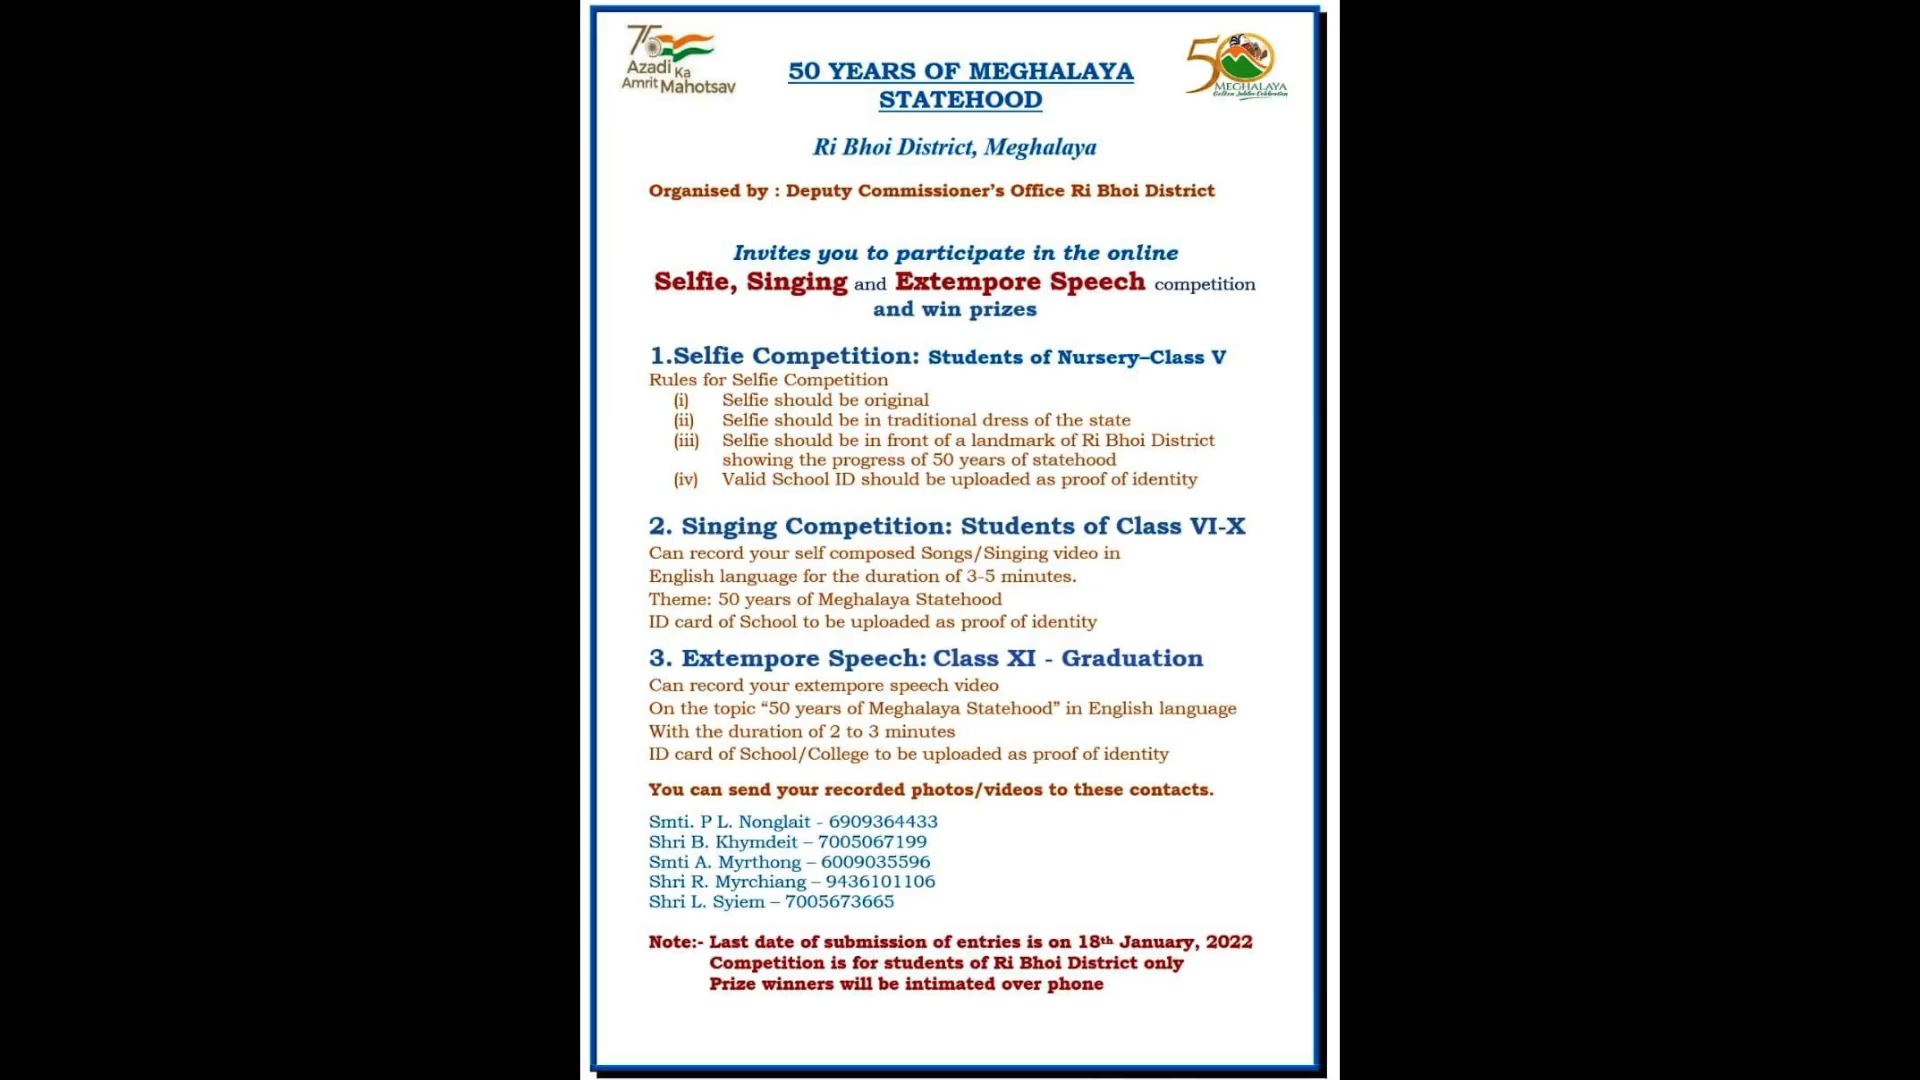 75
Azadi Ka
Amrit Mahotsav
50
MEGHALAYA
Golden Jubilee Celebration
50 YEARS OF MEGHALAYA
STATEHOOD
Ri Bhoi District, Meghalaya
Organised by : Deputy Commissioner’s Office Ri Bhoi District
Invites you to participate in the online
Selfie, Singing and Extempore Speech competition
and win prizes
1.Selfie Competition: Students of Nursery–Class V
Rules for Selfie Competition
(i) Selfie should be original
(ii) Selfie should be in traditional dress of the state
(iii) Selfie should be in front of a landmark of Ri Bhoi District
showing the progress of 50 years of statehood
(iv) Valid School ID should be uploaded as proof of identity
2. Singing Competition: Students of Class VI-X
Can record your self composed Songs/Singing video in
English language for the duration of 3-5 minutes.
Theme: 50 years of Meghalaya Statehood
ID card of School to be uploaded as proof of identity
3. Extempore Speech: Class XI - Graduation
Can record your extempore speech video
On the topic “50 years of Meghalaya Statehood” in English language
With the duration of 2 to 3 minutes
ID card of School/College to be uploaded as proof of identity
You can send your recorded photos/videos to these contacts.
Smti. P L. Nonglait - 6909364433
Shri B. Khymdeit – 7005067199
Smti A. Myrthong – 6009035596
Shri R. Myrchiang – 9436101106
Shri L. Syiem – 7005673665
Note:- Last date of submission of entries is on 18th January, 2022
Competition is for students of Ri Bhoi District only
Prize winners will be intimated over phone